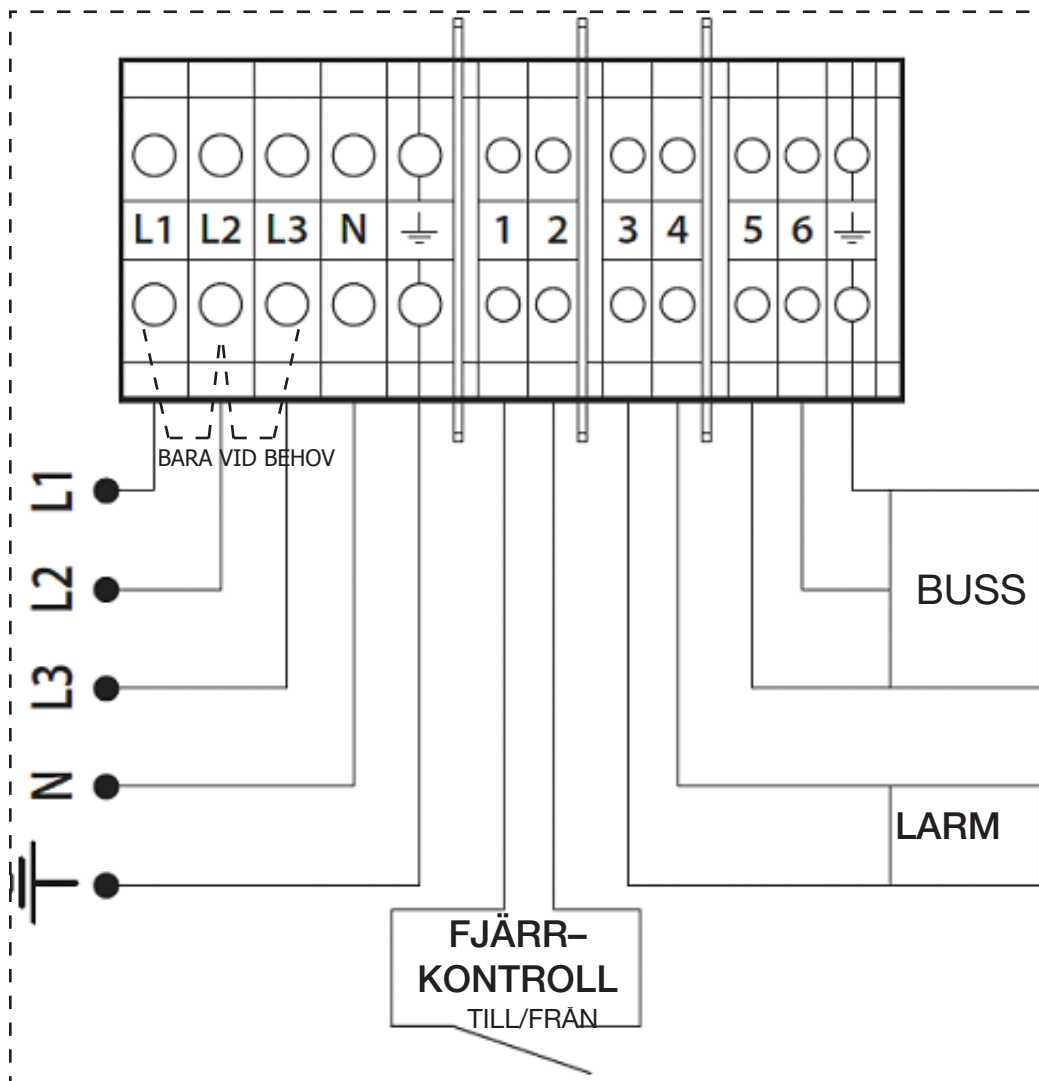 L1 L2 L3 N 1 2 3 4 5 6
BARA VID BEHOV
L1
L2
L3
N
BUSS
LARM
FJÄRR–
KONTROLL
TILL/FRÅN